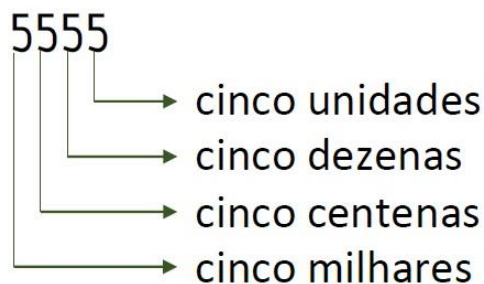 5555
cinco unidades
cinco dezenas
cinco centenas
cinco milhares